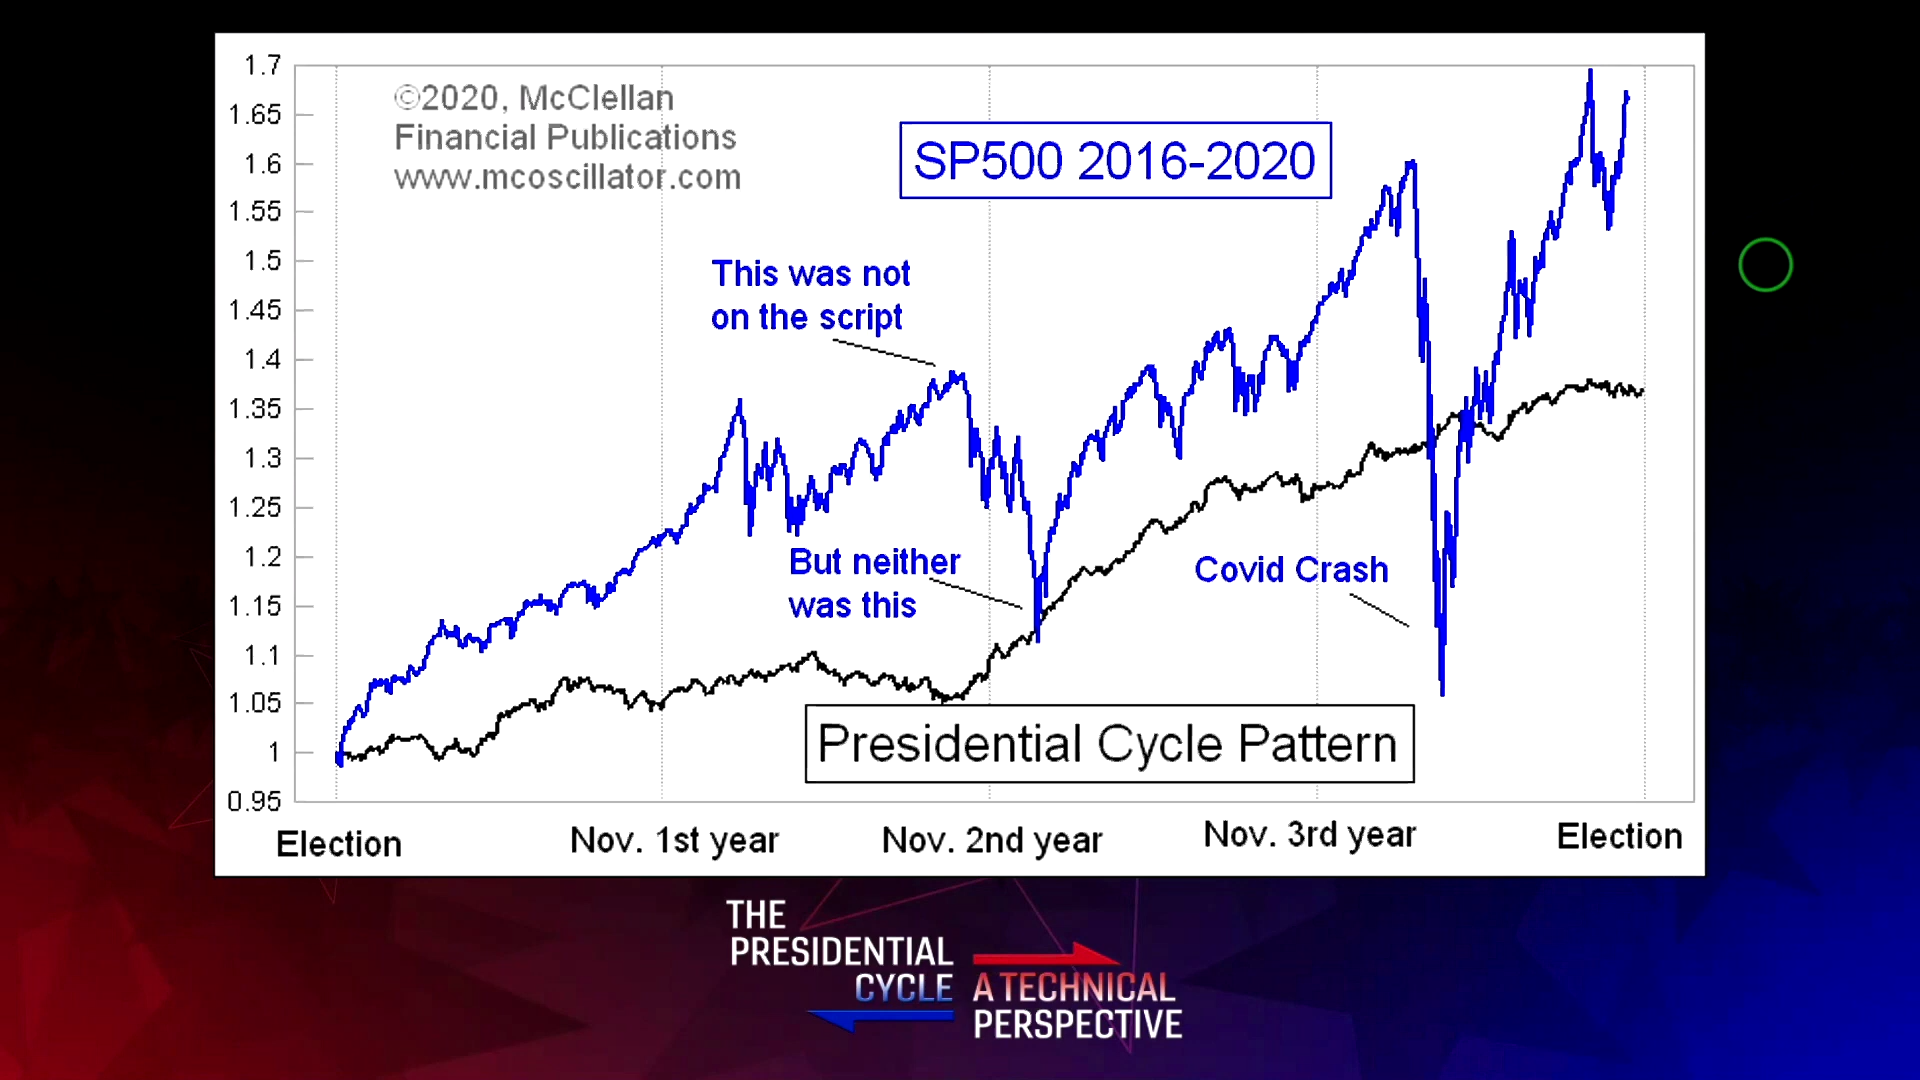 ©2020, McClellan
Financial Publications
www.mcoscillator.com
SP500 2016-2020
This was not
on the script
But neither
was this
Covid Crash
Presidential Cycle Pattern
1.7
1.65
1.6
1.55
1.5
1.45
1.4
1.35
1.3
1.25
1.2
1.15
1.1
1.05
1
0.95
Election
Nov. 1st year
Nov. 2nd year
Nov. 3rd year
Election
THE
PRESIDENTIAL
CYCLE
A TECHNICAL
PERSPECTIVE